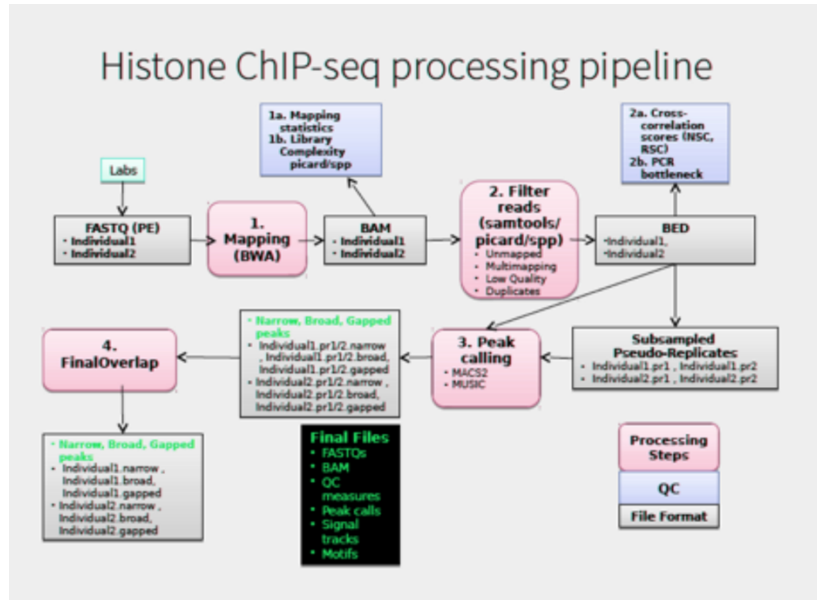 Histone ChIP-seq processing pipeline
1a. Mapping
statistics
1b. Library
Complexity
picard/spp
2a. Cross-
correlation
scores (NSC,
RSC)
2b. PCR
bottleneck
Labs
FASTQ (PE)
• Individual1
• Individual2
1.
Mapping
(BWA)
BAM
• Individual1
• Individual2
2. Filter
reads
(samtools/
picard/spp)
• Unmapped
• Multimapping
• Low Quality
• Duplicates
BED
•Individual1,
•Individual2
4.
FinalOverlap
• Narrow, Broad, Gapped
peaks
• Individual1.pr1/2.narrow
, Individual1.pr1/2.broad,
Individual1.pr1/2.gapped
•Individual2.pr1/2.narrow ,
Individual2.pr1/2.broad,
Individual2.pr1/2.gapped
3. Peak
calling
• MACS2
• MUSIC
Subsampled
Pseudo-Replicates
• Individual1.pr1 , Individual1.pr2
• Individual2.pr1 , Individual2.pr2
• Narrow, Broad, Gapped
peaks
• Individual1.narrow ,
Individual1.broad,
Individual1.gapped
•Individual2.narrow ,
Individual2.broad,
Individual2.gapped
Final Files
• FASTQs
• BAM
• QC
measures
• Peak calls
• Signal
tracks
• Motifs
Processing
Steps
QC
File Format